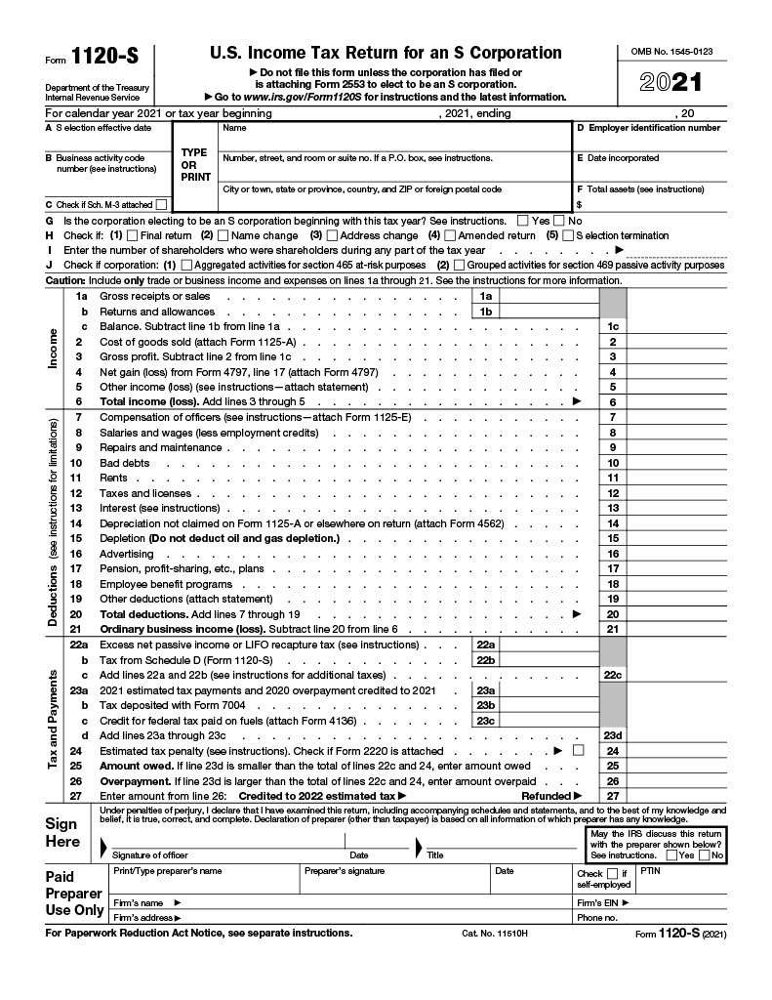 Form 1120-S
Department of the Treasury
Internal Revenue Service
U.S. Income Tax Return for an S Corporation
▶ Do not file this form unless the corporation has filed or
is attaching Form 2553 to elect to be an S corporation.
▶ Go to www.irs.gov/Form1120S for instructions and the latest information.
OMB No. 1545-0123
2021
For calendar year 2021 or tax year beginning , 2021, ending , 20
A S election effective date
B Business activity code
number (see instructions)
C Check if Sch. M-3 attached
TYPE
OR
PRINT
Name
Number, street, and room or suite no. If a P.O. box, see instructions.
City or town, state or province, country, and ZIP or foreign postal code
D Employer identification number
E Date incorporated
F Total assets (see instructions)
$
G Is the corporation electing to be an S corporation beginning with this tax year? See instructions. Yes No
H Check if: (1) Final return (2) Name change (3) Address change (4) Amended return (5) S election termination
I Enter the number of shareholders who were shareholders during any part of the tax year . . . . . . . . ▶
J Check if corporation: (1) Aggregated activities for section 465 at-risk purposes (2) Grouped activities for section 469 passive activity purposes
Caution: Include only trade or business income and expenses on lines 1a through 21. See the instructions for more information.
Income
1a Gross receipts or sales . . . . . . . . . . . . . . . . 1a
b Returns and allowances . . . . . . . . . . . . . . . . 1b
c Balance. Subtract line 1b from line 1a . . . . . . . . . . . . . . . . . . . . 1c
2 Cost of goods sold (attach Form 1125-A) . . . . . . . . . . . . . . . . . . . 2
3 Gross profit. Subtract line 2 from line 1c . . . . . . . . . . . . . . . . . . . . 3
4 Net gain (loss) from Form 4797, line 17 (attach Form 4797) . . . . . . . . . . . . . 4
5 Other income (loss) (see instructions—attach statement) . . . . . . . . . . . . . . 5
6 Total income (loss). Add lines 3 through 5 . . . . . . . . . . . . . . . . . . ▶ 6
Deductions (see instructions for limitations)
7 Compensation of officers (see instructions—attach Form 1125-E) . . . . . . . . . . . . 7
8 Salaries and wages (less employment credits) . . . . . . . . . . . . . . . . . 8
9 Repairs and maintenance . . . . . . . . . . . . . . . . . . . . . . . . 9
10 Bad debts . . . . . . . . . . . . . . . . . . . . . . . . . . . . 10
11 Rents . . . . . . . . . . . . . . . . . . . . . . . . . . . . . 11
12 Taxes and licenses . . . . . . . . . . . . . . . . . . . . . . . . . . 12
13 Interest (see instructions) . . . . . . . . . . . . . . . . . . . . . . . . 13
14 Depreciation not claimed on Form 1125-A or elsewhere on return (attach Form 4562) . . . . . 14
15 Depletion (Do not deduct oil and gas depletion.) . . . . . . . . . . . . . . . . 15
16 Advertising . . . . . . . . . . . . . . . . . . . . . . . . . . . . 16
17 Pension, profit-sharing, etc., plans . . . . . . . . . . . . . . . . . . . . . 17
18 Employee benefit programs . . . . . . . . . . . . . . . . . . . . . . . 18
19 Other deductions (attach statement) . . . . . . . . . . . . . . . . . . . . 19
20 Total deductions. Add lines 7 through 19 . . . . . . . . . . . . . . . . . . ▶ 20
21 Ordinary business income (loss). Subtract line 20 from line 6 . . . . . . . . . . . . 21
Tax and Payments
22a Excess net passive income or LIFO recapture tax (see instructions) . . . 22a
b Tax from Schedule D (Form 1120-S) . . . . . . . . . . . . 22b
c Add lines 22a and 22b (see instructions for additional taxes) . . . . . . . . . . . . . 22c
23a 2021 estimated tax payments and 2020 overpayment credited to 2021 . 23a
b Tax deposited with Form 7004 . . . . . . . . . . . . . . 23b
c Credit for federal tax paid on fuels (attach Form 4136) . . . . . . . 23c
d Add lines 23a through 23c . . . . . . . . . . . . . . . . . . . . . . . 23d
24 Estimated tax penalty (see instructions). Check if Form 2220 is attached . . . . . . . ▶ 24
25 Amount owed. If line 23d is smaller than the total of lines 22c and 24, enter amount owed . . . 25
26 Overpayment. If line 23d is larger than the total of lines 22c and 24, enter amount overpaid . . . 26
27 Enter amount from line 26: Credited to 2022 estimated tax ▶ Refunded ▶ 27
Sign
Here
Under penalties of perjury, I declare that I have examined this return, including accompanying schedules and statements, and to the best of my knowledge and
belief, it is true, correct, and complete. Declaration of preparer (other than taxpayer) is based on all information of which preparer has any knowledge.
Signature of officer Date Title
May the IRS discuss this return
with the preparer shown below?
See instructions. Yes No
Paid
Preparer
Use Only
Print/Type preparer's name Preparer's signature Date
Check if
self-employed
PTIN
Firm's name ▶ Firm's EIN ▶
Firm's address ▶ Phone no.
For Paperwork Reduction Act Notice, see separate instructions. Cat. No. 11510H Form 1120-S (2021)